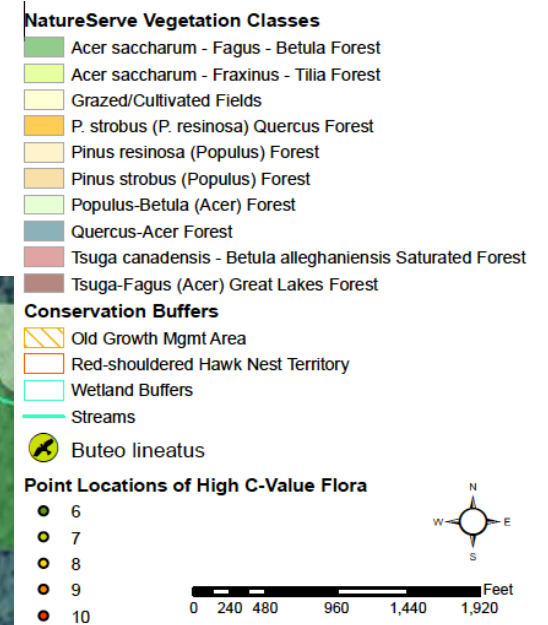 NatureServe Vegetation Classes
Acer saccharum - Fagus - Betula Forest
Acer saccharum - Fraxinus - Tilia Forest
Grazed/Cultivated Fields
P. strobus (P. resinosa) Quercus Forest
Pinus resinosa (Populus) Forest
Pinus strobus (Populus) Forest
Populus-Betula (Acer) Forest
Quercus-Acer Forest
Tsuga canadensis - Betula alleghaniensis Saturated Forest
Tsuga-Fagus (Acer) Great Lakes Forest
Conservation Buffers
Old Growth Mgmt Area
Red-shouldered Hawk Nest Territory
Wetland Buffers
Streams
Buteo lineatus
Point Locations of High C-Value Flora
6
7
8
9
10
N
W E
S
Feet
0 240 480 960 1,440 1,920